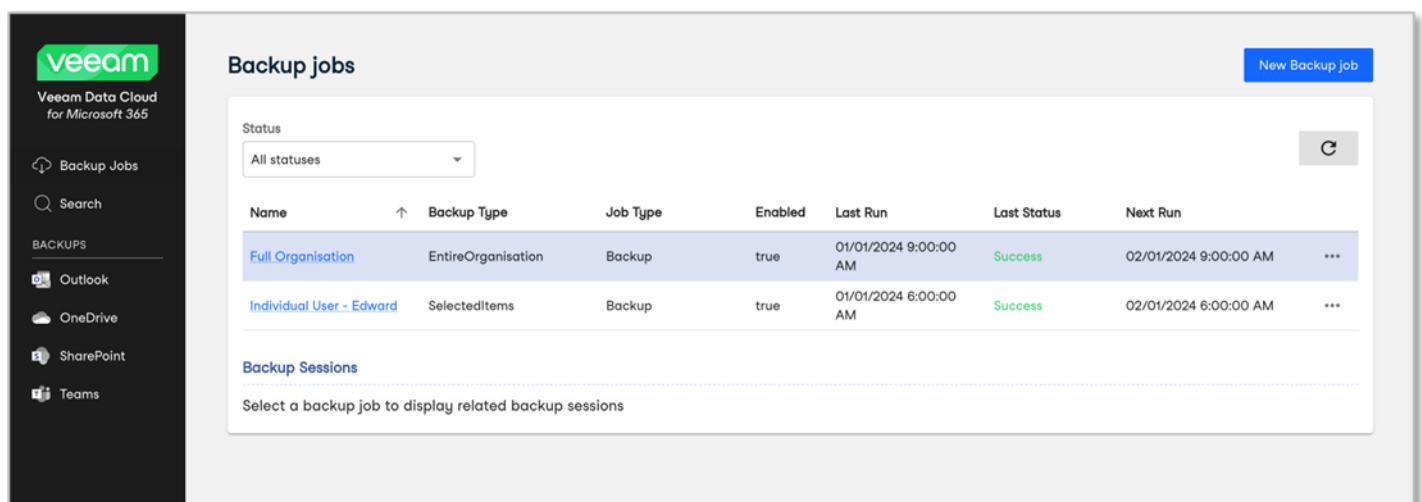 veeam
Veeam Data Cloud
for Microsoft 365
Backup Jobs
Search
BACKUPS
Outlook
OneDrive
SharePoint
Teams
Backup jobs
New Backup job
Status
All statuses
Name Backup Type Job Type Enabled Last Run Last Status Next Run
Full Organisation EntireOrganisation Backup true 01/01/2024 9:00:00 AM Success 02/01/2024 9:00:00 AM
Individual User - Edward SelectedItems Backup true 01/01/2024 6:00:00 AM Success 02/01/2024 6:00:00 AM
Backup Sessions
Select a backup job to display related backup sessions